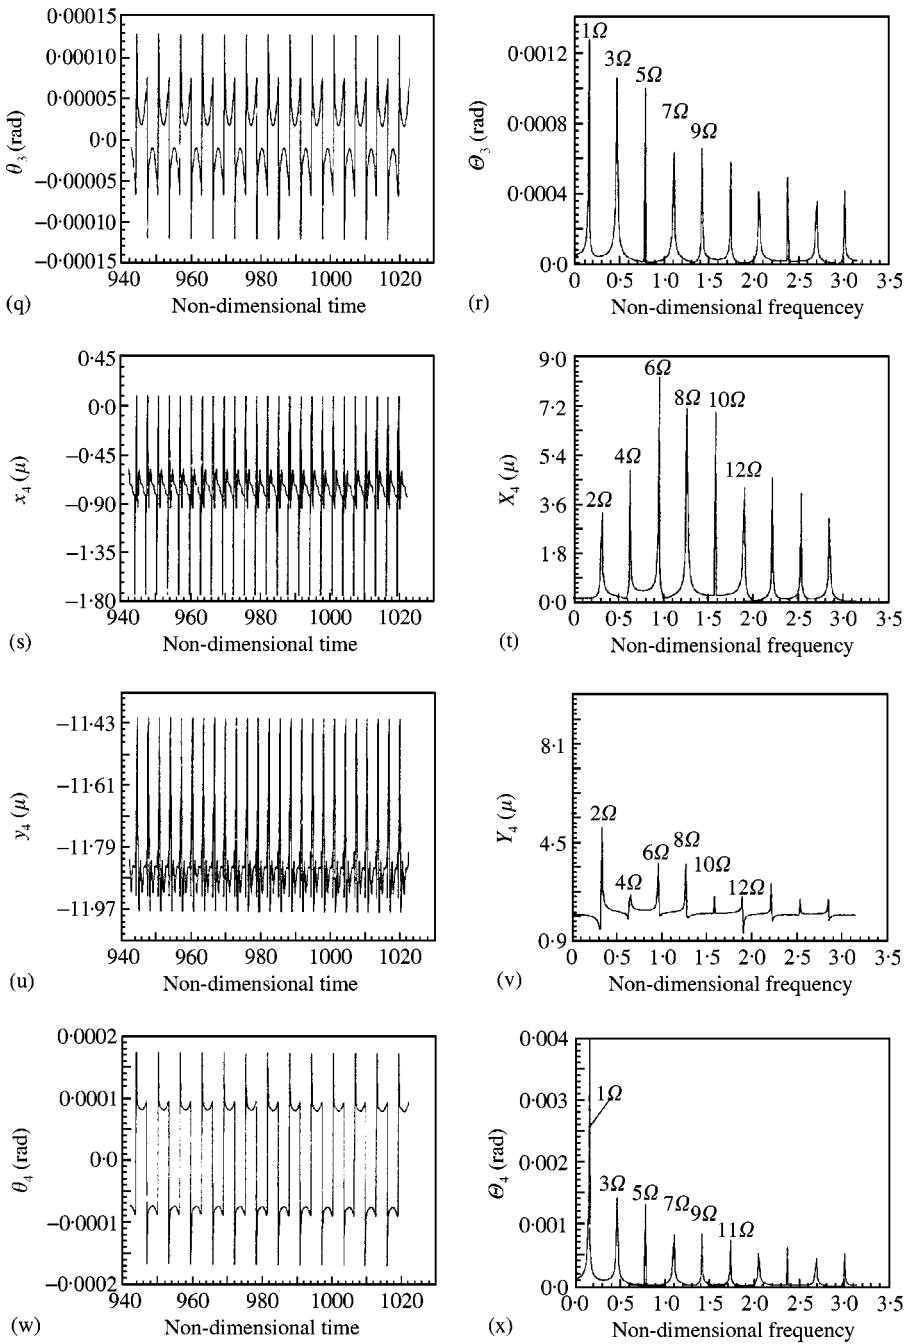 0·00015
0·00010
0·00005
0·0
−0·00005
−0·00010
−0·00015
θ3 (rad)
940 960 980 1000 1020
(q) Non-dimensional time
0·0012
0·0008
0·0004
0·0
Θ3 (rad)
1Ω
3Ω
5Ω
7Ω
9Ω
0·0 0·5 1·0 1·5 2·0 2·5 3·0 3·5
(r) Non-dimensional frequencey
0·45
0·0
−0·45
−0·90
−1·35
−1·80
x4 (μ)
940 960 980 1000 1020
(s) Non-dimensional time
9·0
7·2
5·4
3·6
1·8
0·0
X4 (μ)
2Ω
4Ω
6Ω
8Ω
10Ω
12Ω
0·0 0·5 1·0 1·5 2·0 2·5 3·0 3·5
(t) Non-dimensional frequency
−11·43
−11·61
−11·79
−11·97
y4 (μ)
940 960 980 1000 1020
(u) Non-dimensional time
8·1
4·5
0·9
Y4 (μ)
2Ω
4Ω
6Ω
8Ω
10Ω
12Ω
0 0·5 1·0 1·5 2·0 2·5 3·0 3·5
(v) Non-dimensional frequency
0·0002
0·0001
0·0
−0·0001
−0·0002
θ4 (rad)
940 960 980 1000 1020
(w) Non-dimensional time
0·004
0·003
0·002
0·001
0·0
Θ4 (rad)
1Ω
3Ω
5Ω
7Ω
9Ω
11Ω
0·0 0·5 1·0 1·5 2·0 2·5 3·0 3·5
(x) Non-dimensional frequency